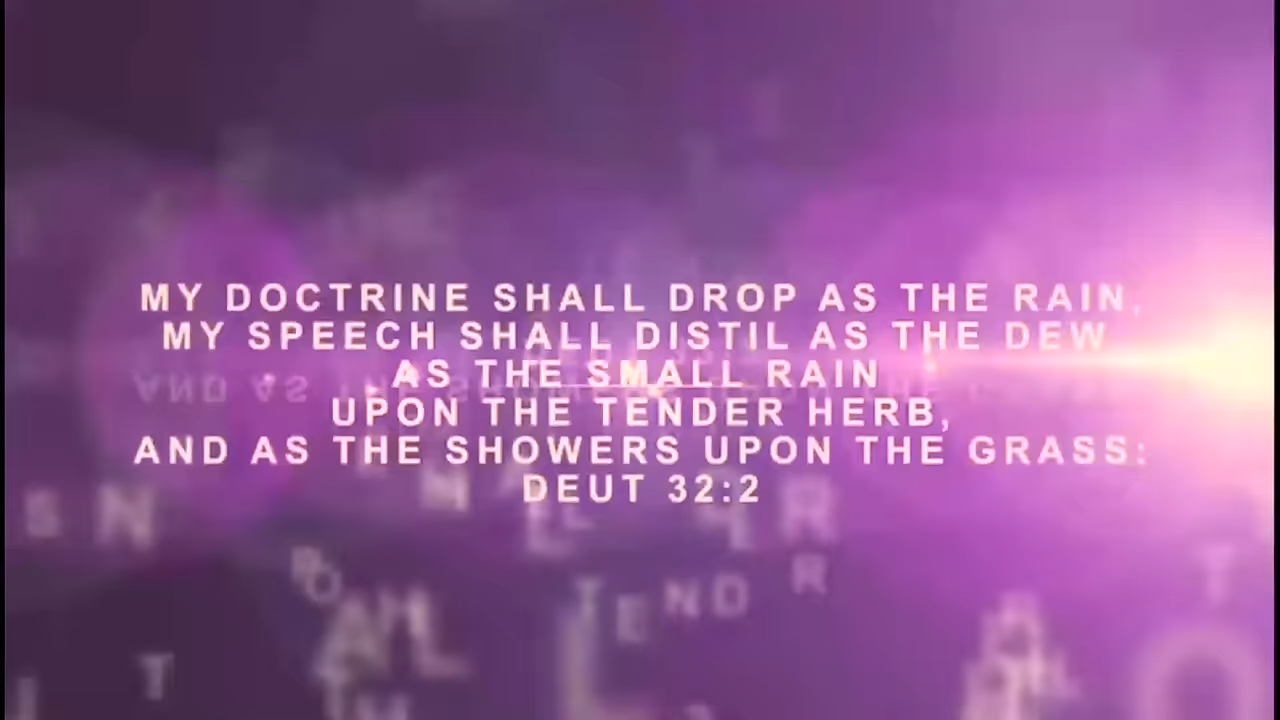 MY DOCTRINE SHALL DROP AS THE RAIN,
MY SPEECH SHALL DISTIL AS THE DEW
AS THE SMALL RAIN
UPON THE TENDER HERB,
AND AS THE SHOWERS UPON THE GRASS:
DEUT 32:2